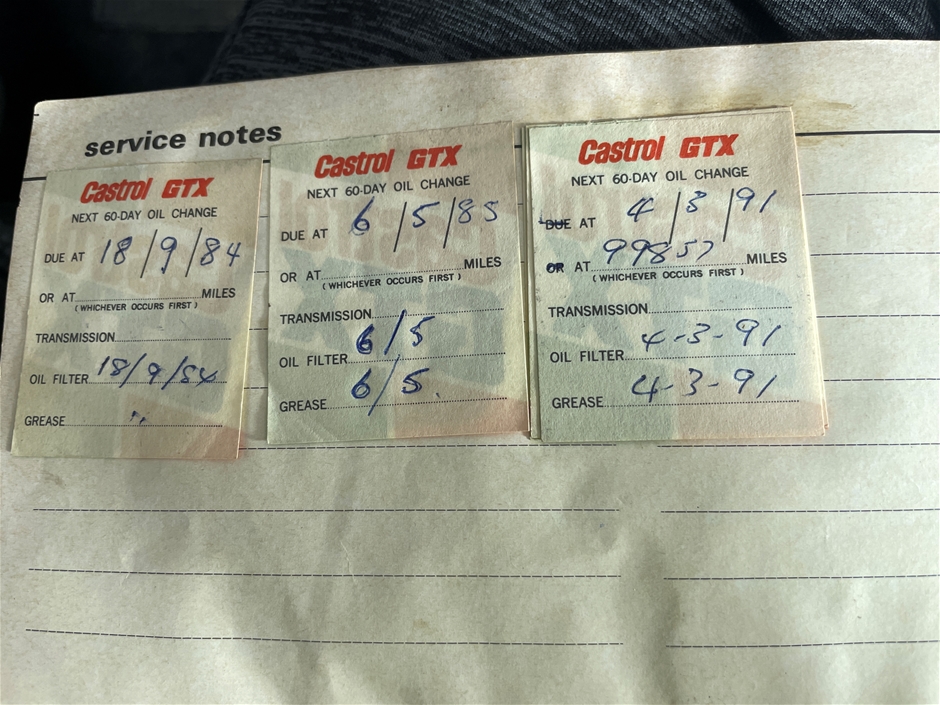 service notes
Castrol GTX
NEXT 60-DAY OIL CHANGE
DUE AT 18/9/84
OR AT MILES
(WHICHEVER OCCURS FIRST)
TRANSMISSION
OIL FILTER 18/9/84
GREASE "
Castrol GTX
NEXT 60-DAY OIL CHANGE
DUE AT 6/5/85
OR AT MILES
(WHICHEVER OCCURS FIRST)
TRANSMISSION
OIL FILTER 6/5
GREASE 6/5.
Castrol GTX
NEXT 60-DAY OIL CHANGE
DUE AT 4/3/91
OR AT 99857 MILES
(WHICHEVER OCCURS FIRST)
TRANSMISSION
OIL FILTER 4-3-91
GREASE 4-3-91